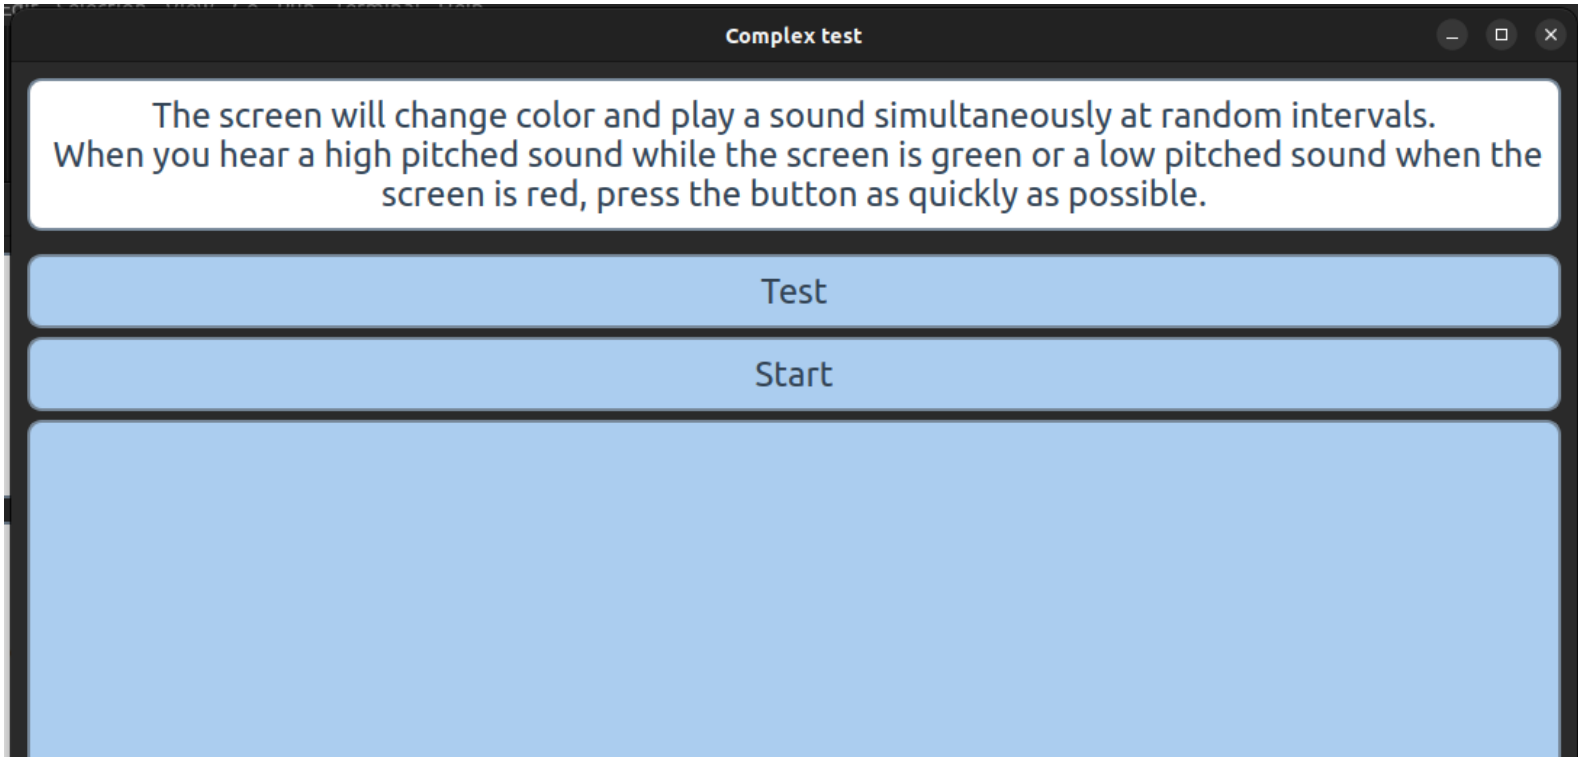 Complex test
The screen will change color and play a sound simultaneously at random intervals.
When you hear a high pitched sound while the screen is green or a low pitched sound when the
screen is red, press the button as quickly as possible.
Test
Start